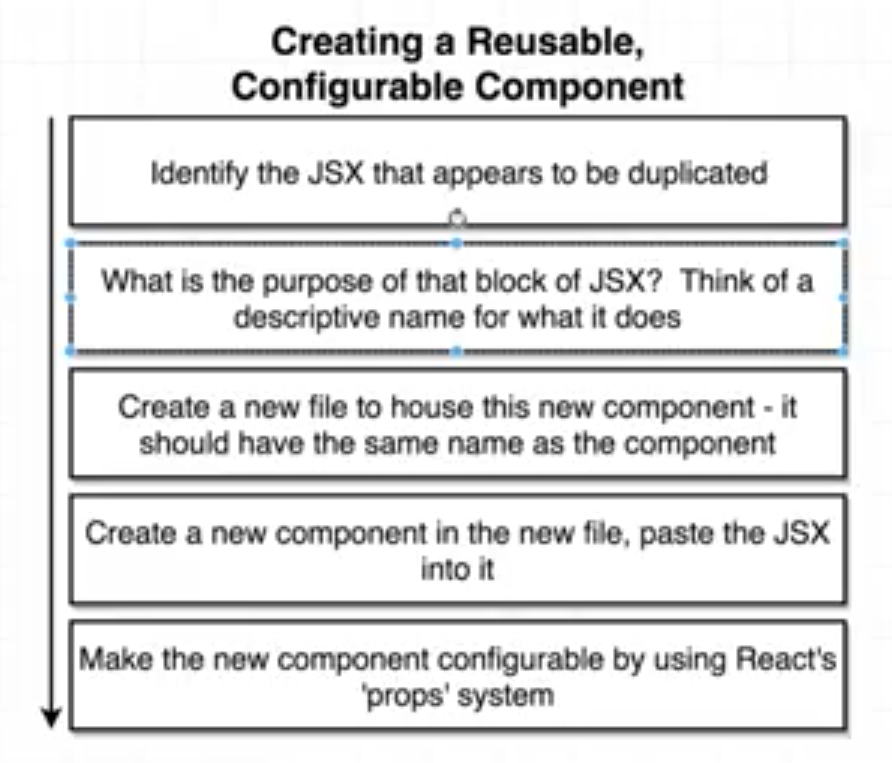 Creating a Reusable,
Configurable Component
Identify the JSX that appears to be duplicated
What is the purpose of that block of JSX?  Think of a
descriptive name for what it does
Create a new file to house this new component - it
should have the same name as the component
Create a new component in the new file, paste the JSX
into it
Make the new component configurable by using React's
'props' system